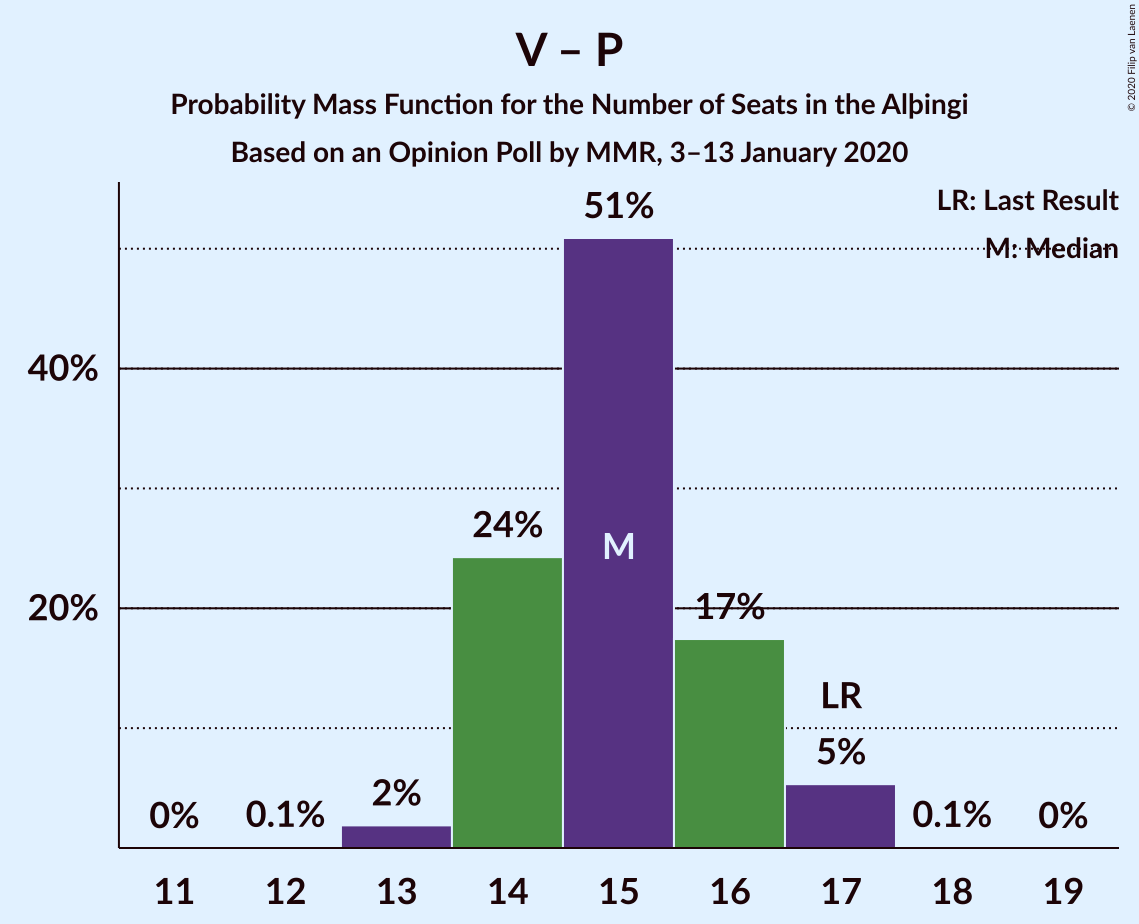 V – P
Probability Mass Function for the Number of Seats in the Alþingi
Based on an Opinion Poll by MMR, 3–13 January 2020
© 2020 Filip van Laenen
LR: Last Result
M: Median
51%
40%
24%
M
20%
17%
LR
5%
2%
0%
0.1%
0.1%
0%
11 12 13 14 15 16 17 18 19